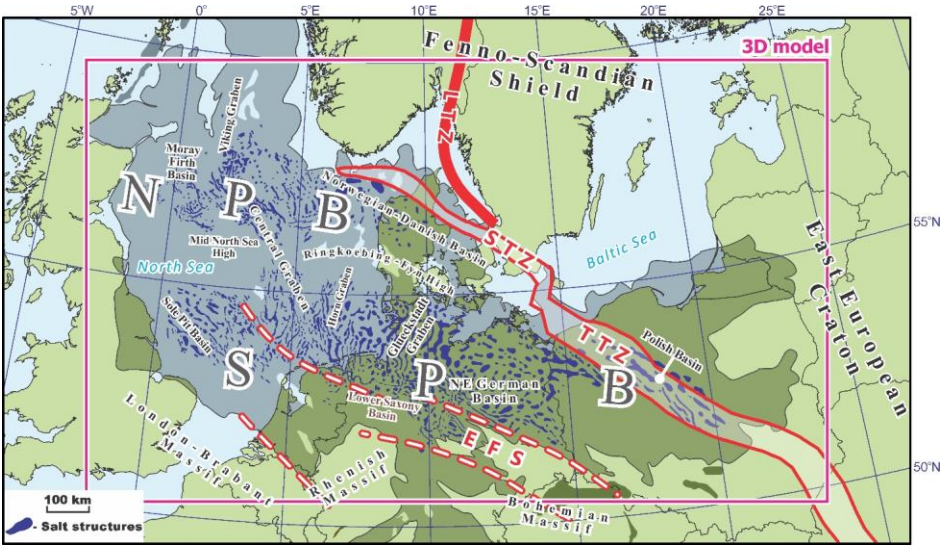 5°W
0°
5°E
10°E
15°E
20°E
25°E
Fenno-Scandian
Shield
3D model
LTZ
Viking Graben
Moray
Firth
Basin
N P B
Norwegian-Danish Basin
STZ
Central Graben
Mid North Sea
High
Ringkoebing-Fyn High
North Sea
Baltic Sea
55°N
East European
Craton
Horn Graben
Glueckstadt
Graben
Sole Pit Basin
TTZ
Polish Basin
S P B
NE German
Basin
Lower Saxony
Basin
EFS
London-Brabant
Massif
Rhenish
Massif
Bohemian
Massif
50°N
100 km
- Salt structures